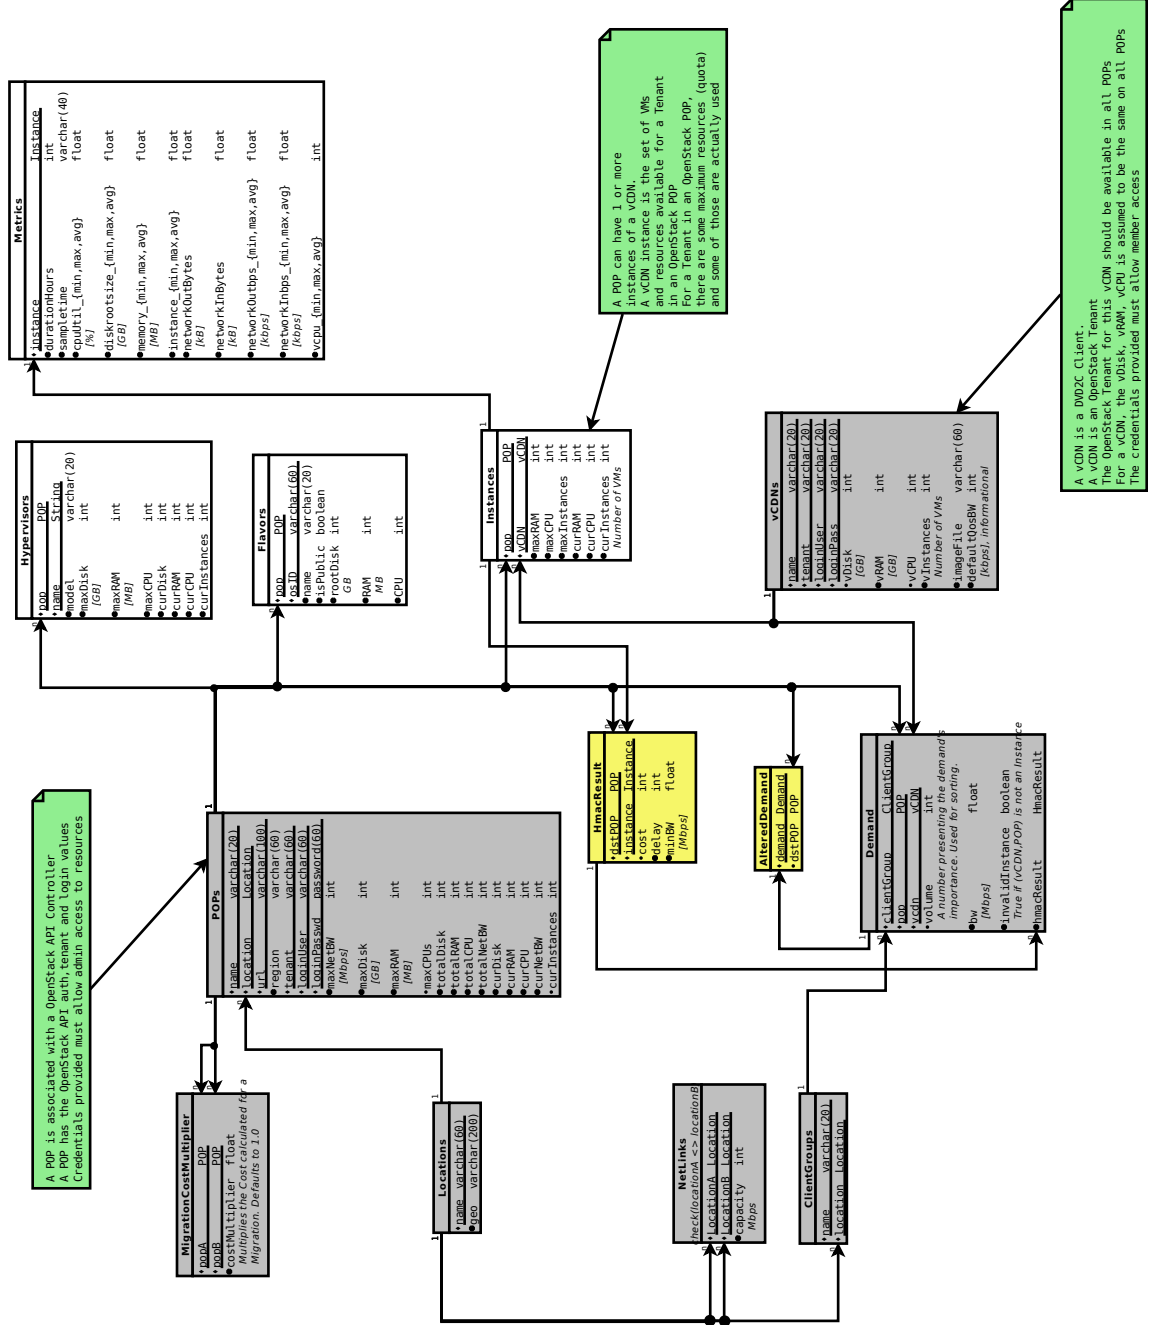 Metrics
instance Instance
durationHours int
sampletime varchar(40)
cpuUtil_{min,max,avg} float
[%]
diskrootsize_{min,max,avg} float
[GB]
memory_{min,max,avg} float
[MB]
instance_{min,max,avg} float
networkOutBytes float
[kB]
networkInBytes float
[kB]
networkOutbps_{min,max,avg} float
[kbps]
networkInbps_{min,max,avg} float
[kbps]
vcpu_{min,max,avg} int
A POP can have 1 or more
instances of a vCDN.
A vCDN instance is the set of VMs
and resources available for a Tenant
in an OpenStack POP
For a Tenant in an OpenStack POP,
there are some maximum resources (quota)
and some of those are actually used
A vCDN is a DVD2C Client.
A vCDN is an OpenStack Tenant
The OpenStack Tenant for this vCDN should be available in all POPs
For a vCDN, the vDisk, vRAM, vCPU is assumed to be the same on all POPs
The credentials provided must allow member access
Hypervisors
pop POP
name String
model varchar(20)
maxDisk int
[GB]
maxRAM int
[MB]
maxCPU int
curDisk int
curRAM int
curCPU int
curInstances int
Flavors
pop POP
osID varchar(60)
name varchar(20)
isPublic boolean
rootDisk int
GB
RAM int
MB
CPU int
Instances
pop POP
vCDN vCDN
maxRAM int
maxCPU int
maxInstances int
curRAM int
curCPU int
curInstances int
Number of VMs
vCDNs
name varchar(20)
tenant varchar(20)
loginUser varchar(20)
loginPass varchar(20)
vDisk int
[GB]
vRAM int
[GB]
vCPU int
vInstances int
Number of VMs
imageFile varchar(60)
defaultQosBW int
[kbps], informational
A POP is associated with a OpenStack API Controller
A POP has the OpenStack API auth,tenant and login values
Credentials provided must allow admin access to resources
POPs
name varchar(20)
location Location
url varchar(100)
region varchar(60)
tenant varchar(60)
loginUser varchar(60)
loginPasswd password(60)
maxNetBW int
[Mbps]
maxDisk int
[GB]
maxRAM int
[MB]
maxCPUs int
totalDisk int
totalRAM int
totalCPU int
totalNetBW int
curDisk int
curRAM int
curCPU int
curNetBW int
curInstances int
HmacResult
dstPOP POP
instance Instance
cost int
delay int
minBW float
[Mbps]
AlteredDemand
demand Demand
dstPOP POP
Demand
clientGroup ClientGroup
pop POP
vcdn vCDN
volume int
A number presenting the demand's
importance. Used for sorting.
bw float
[Mbps]
invalidInstance boolean
True if (vCDN,POP) is not an Instance
hmacResult HmacResult
MigrationCostMultiplier
popA POP
popB POP
costMultiplier float
Multiplies the Cost calculated for a
Migration. Defaults to 1.0
Locations
name varchar(60)
geo varchar(200)
NetLinks
check(locationA <> locationB)
LocationA Location
LocationB Location
capacity int
Mbps
ClientGroups
name varchar(20)
location Location